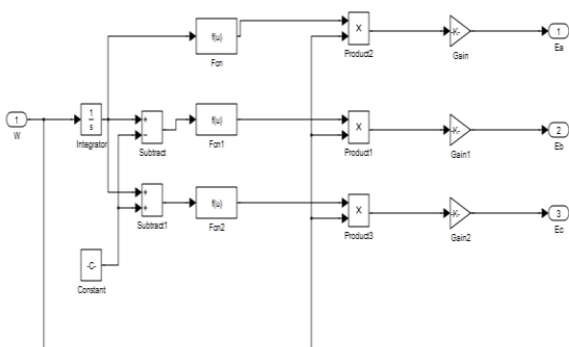 f(u)
Fcn
X
Product2
-K-
Gain
1
Ea
1
W
1
s
Integrator
+
−
Subtract
f(u)
Fcn1
X
Product1
-K-
Gain1
2
Eb
+
+
Subtract1
f(u)
Fcn2
X
Product3
-K-
Gain2
3
Ec
-C-
Constant